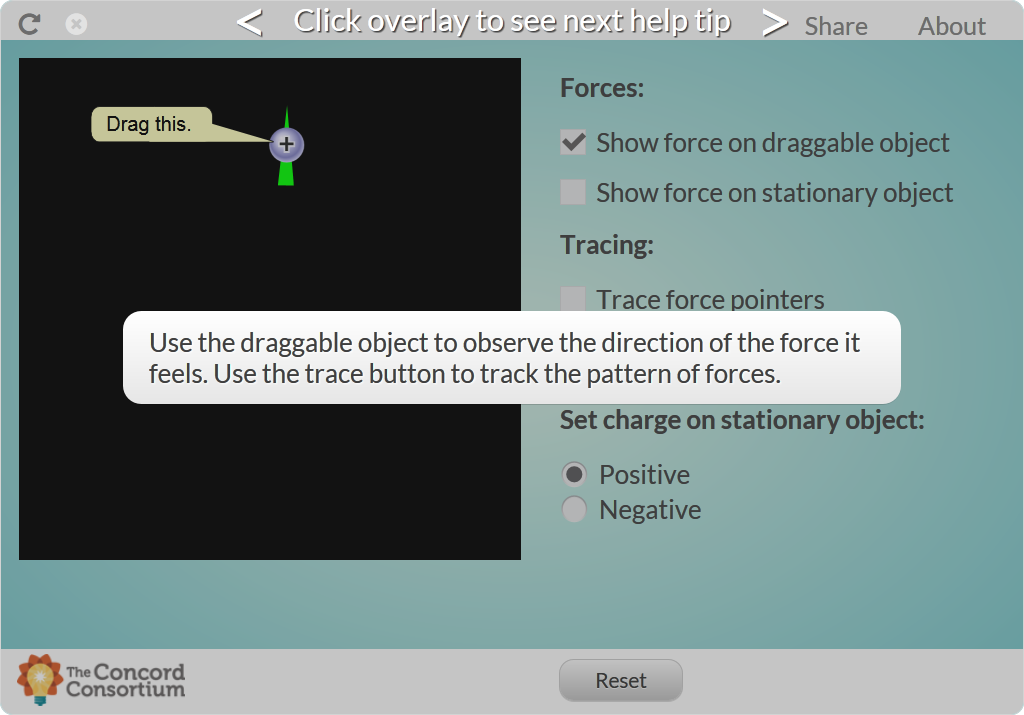 < Click overlay to see next help tip >
Share
About
Drag this.
+
Forces:
Show force on draggable object
Show force on stationary object
Tracing:
Trace force pointers
Use the draggable object to observe the direction of the force it
feels. Use the trace button to track the pattern of forces.
Set charge on stationary object:
Positive
Negative
The Concord
Consortium
Reset